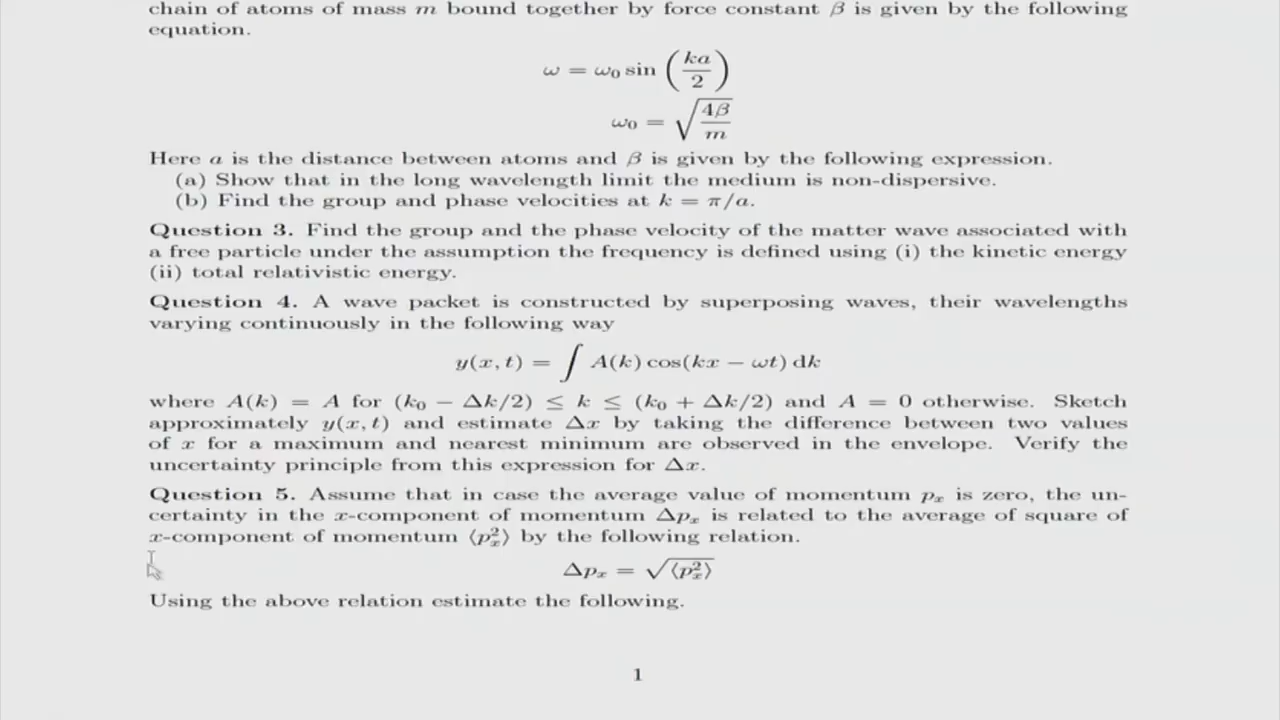 chain of atoms of mass m bound together by force constant β is given by the following
equation.
ω = ω₀ sin (ka/2)
ω₀ = √(4β/m)
Here a is the distance between atoms and β is given by the following expression.
(a) Show that in the long wavelength limit the medium is non-dispersive.
(b) Find the group and phase velocities at k = π/a.
Question 3. Find the group and the phase velocity of the matter wave associated with
a free particle under the assumption the frequency is defined using (i) the kinetic energy
(ii) total relativistic energy.
Question 4. A wave packet is constructed by superposing waves, their wavelengths
varying continuously in the following way
y(x, t) = ∫ A(k) cos(kx − ωt) dk
where A(k) = A for (k₀ − Δk/2) ≤ k ≤ (k₀ + Δk/2) and A = 0 otherwise. Sketch
approximately y(x, t) and estimate Δx by taking the difference between two values
of x for a maximum and nearest minimum are observed in the envelope. Verify the
uncertainty principle from this expression for Δx.
Question 5. Assume that in case the average value of momentum pₓ is zero, the un-
certainty in the x-component of momentum Δpₓ is related to the average of square of
x-component of momentum ⟨pₓ²⟩ by the following relation.
Δpₓ = √⟨pₓ²⟩
Using the above relation estimate the following.
1